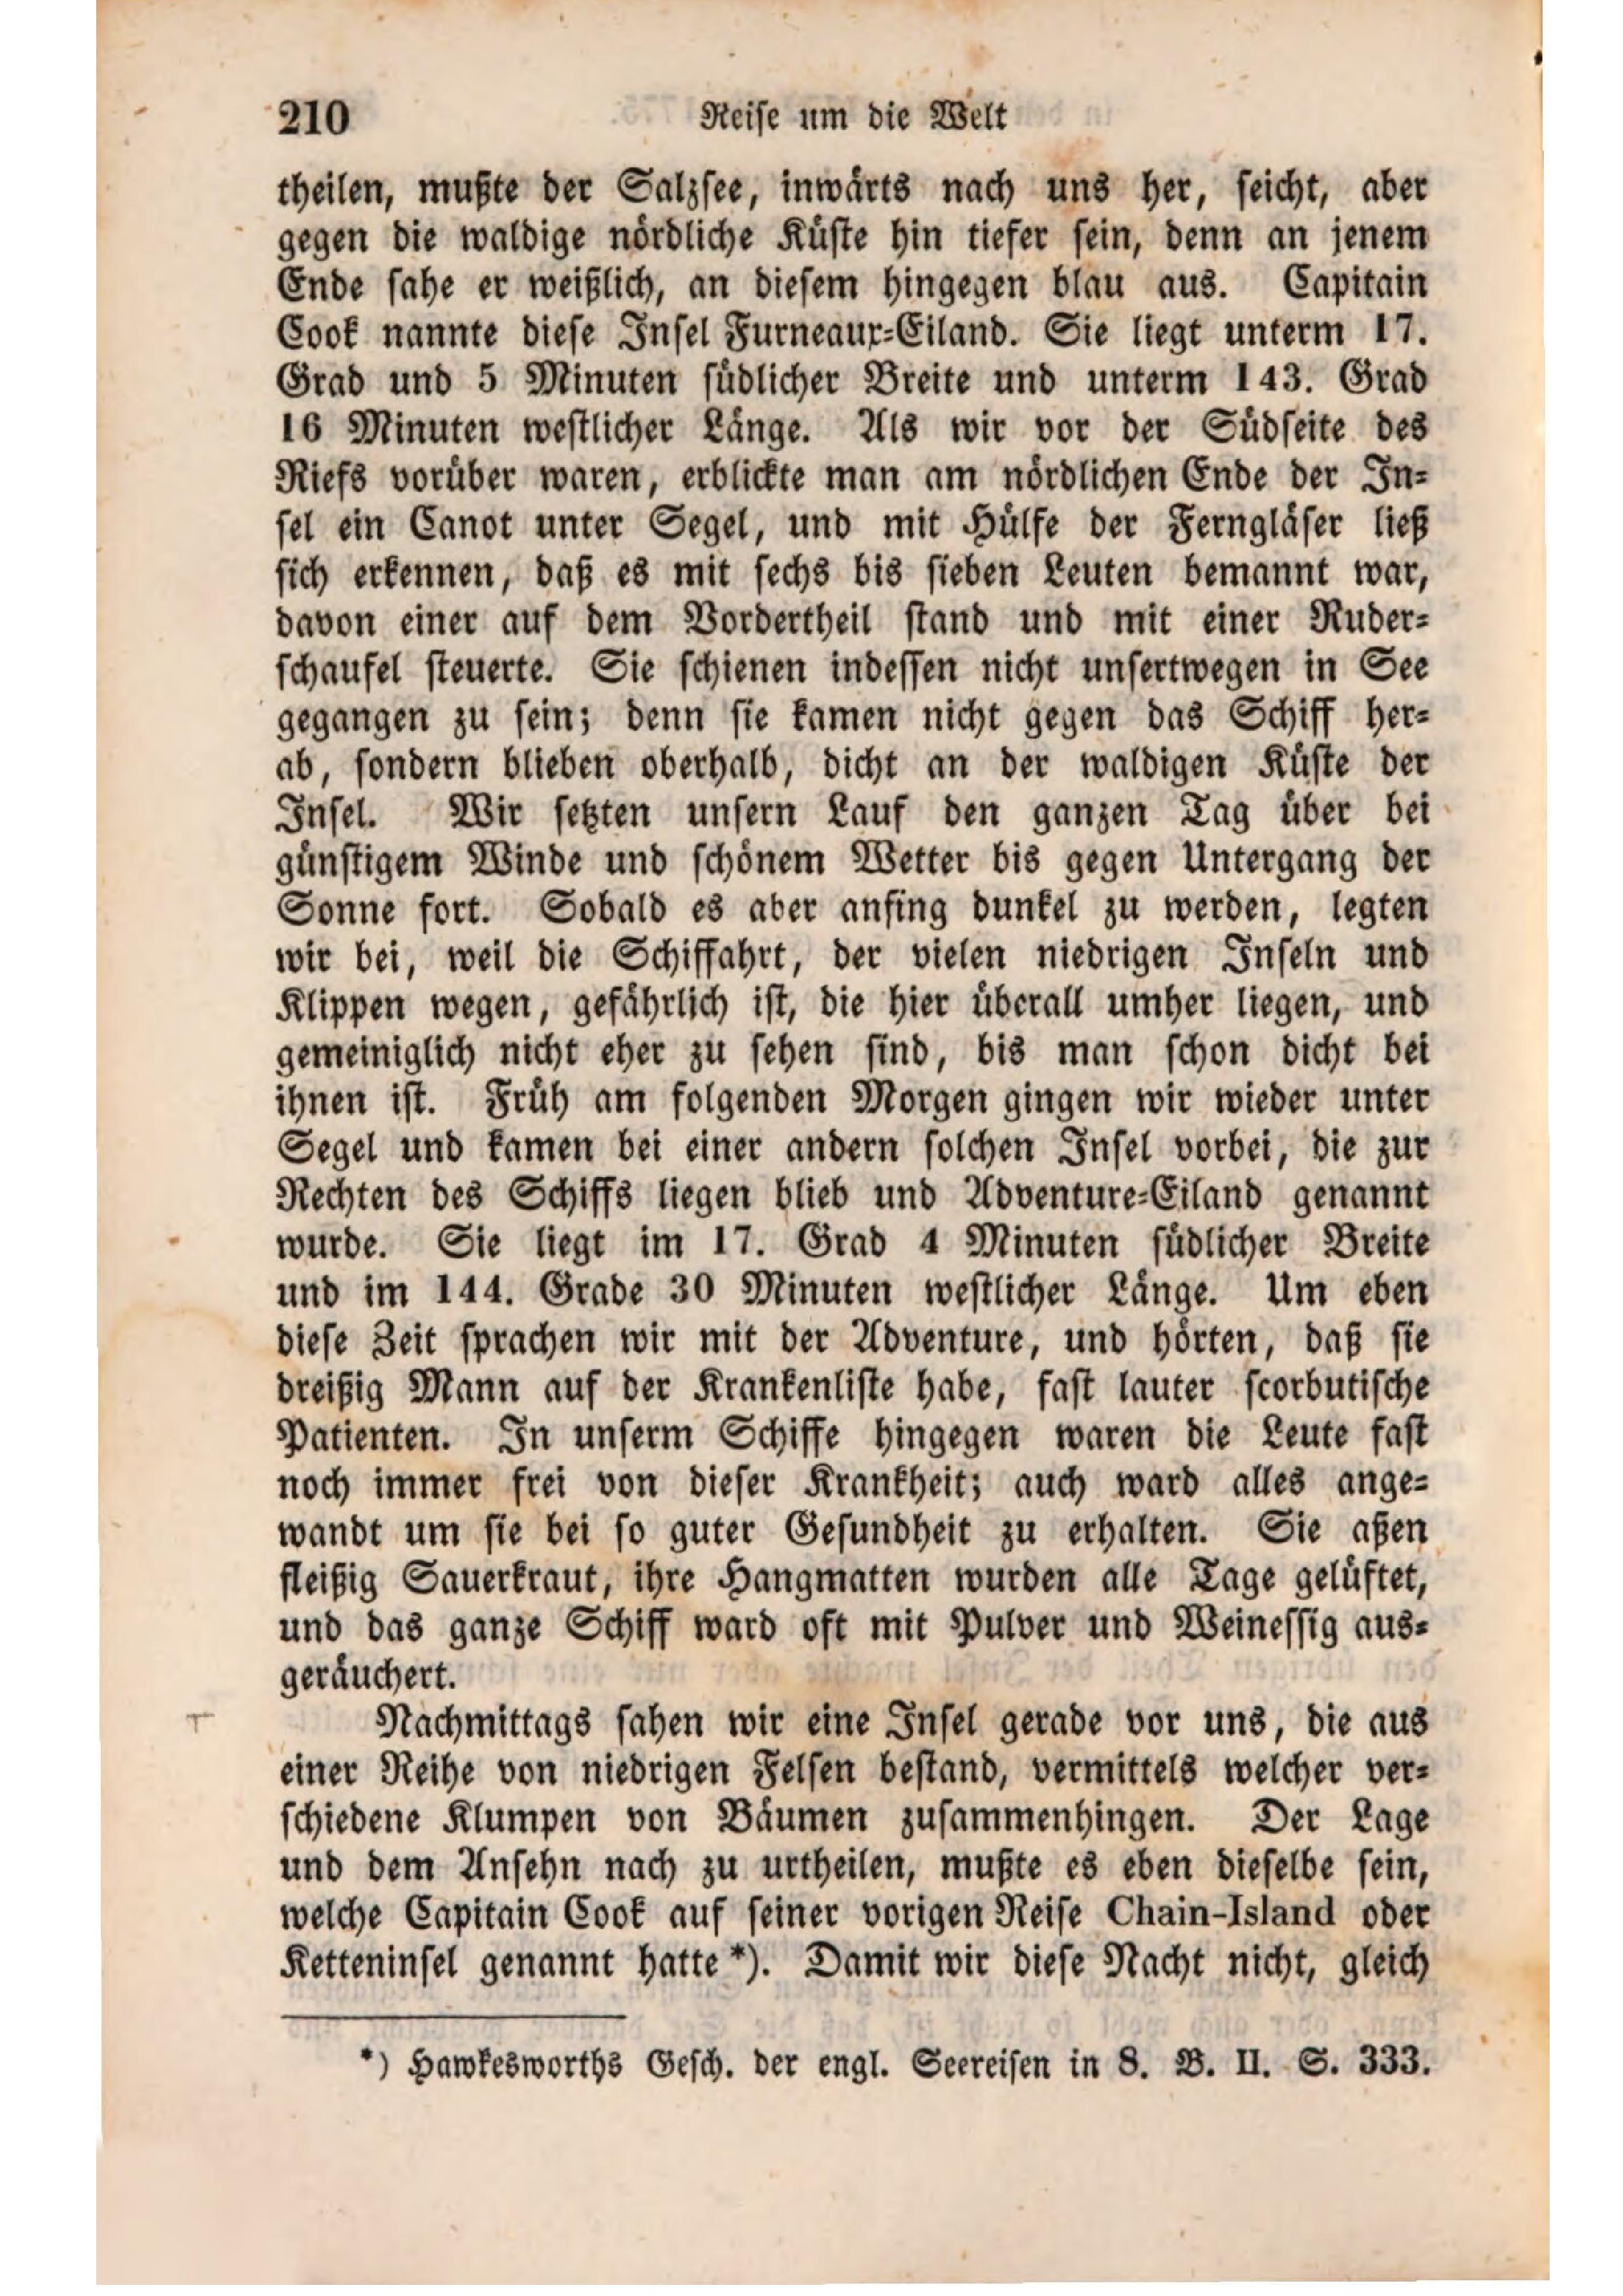 210 Reise um die Welt
theilen, mußte der Salzsee, inwärts nach uns her, seicht, aber
gegen die waldige nördliche Küste hin tiefer sein, denn an jenem
Ende sahe er weißlich, an diesem hingegen blau aus. Capitain
Cook nannte diese Insel Furneaux-Eiland. Sie liegt unterm 17.
Grad und 5 Minuten südlicher Breite und unterm 143. Grad
16 Minuten westlicher Länge. Als wir vor der Südseite des
Riefs vorüber waren, erblickte man am nördlichen Ende der In-
sel ein Canot unter Segel, und mit Hülfe der Ferngläser ließ
sich erkennen, daß es mit sechs bis sieben Leuten bemannt war,
davon einer auf dem Vordertheil stand und mit einer Ruder-
schaufel steuerte. Sie schienen indessen nicht unsertwegen in See
gegangen zu sein; denn sie kamen nicht gegen das Schiff her-
ab, sondern blieben oberhalb, dicht an der waldigen Küste der
Insel. Wir setzten unsern Lauf den ganzen Tag über bei
günstigem Winde und schönem Wetter bis gegen Untergang der
Sonne fort. Sobald es aber anfing dunkel zu werden, legten
wir bei, weil die Schiffahrt, der vielen niedrigen Inseln und
Klippen wegen, gefährlich ist, die hier überall umher liegen, und
gemeiniglich nicht eher zu sehen sind, bis man schon dicht bei
ihnen ist. Früh am folgenden Morgen gingen wir wieder unter
Segel und kamen bei einer andern solchen Insel vorbei, die zur
Rechten des Schiffs liegen blieb und Adventure-Eiland genannt
wurde. Sie liegt im 17. Grad 4 Minuten südlicher Breite
und im 144. Grade 30 Minuten westlicher Länge. Um eben
diese Zeit sprachen wir mit der Adventure, und hörten, daß sie
dreißig Mann auf der Krankenliste habe, fast lauter scorbutische
Patienten. In unserm Schiffe hingegen waren die Leute fast
noch immer frei von dieser Krankheit; auch ward alles ange-
wandt um sie bei so guter Gesundheit zu erhalten. Sie aßen
fleißig Sauerkraut, ihre Hangmatten wurden alle Tage gelüftet,
und das ganze Schiff ward oft mit Pulver und Weinessig aus-
geräuchert.
Nachmittags sahen wir eine Insel gerade vor uns, die aus
einer Reihe von niedrigen Felsen bestand, vermittels welcher ver-
schiedene Klumpen von Bäumen zusammenhingen. Der Lage
und dem Ansehn nach zu urtheilen, mußte es eben dieselbe sein,
welche Capitain Cook auf seiner vorigen Reise Chain-Island oder
Ketteninsel genannt hatte *). Damit wir diese Nacht nicht, gleich
*) Hawkesworths Gesch. der engl. Seereisen in 8. B. II. S. 333.